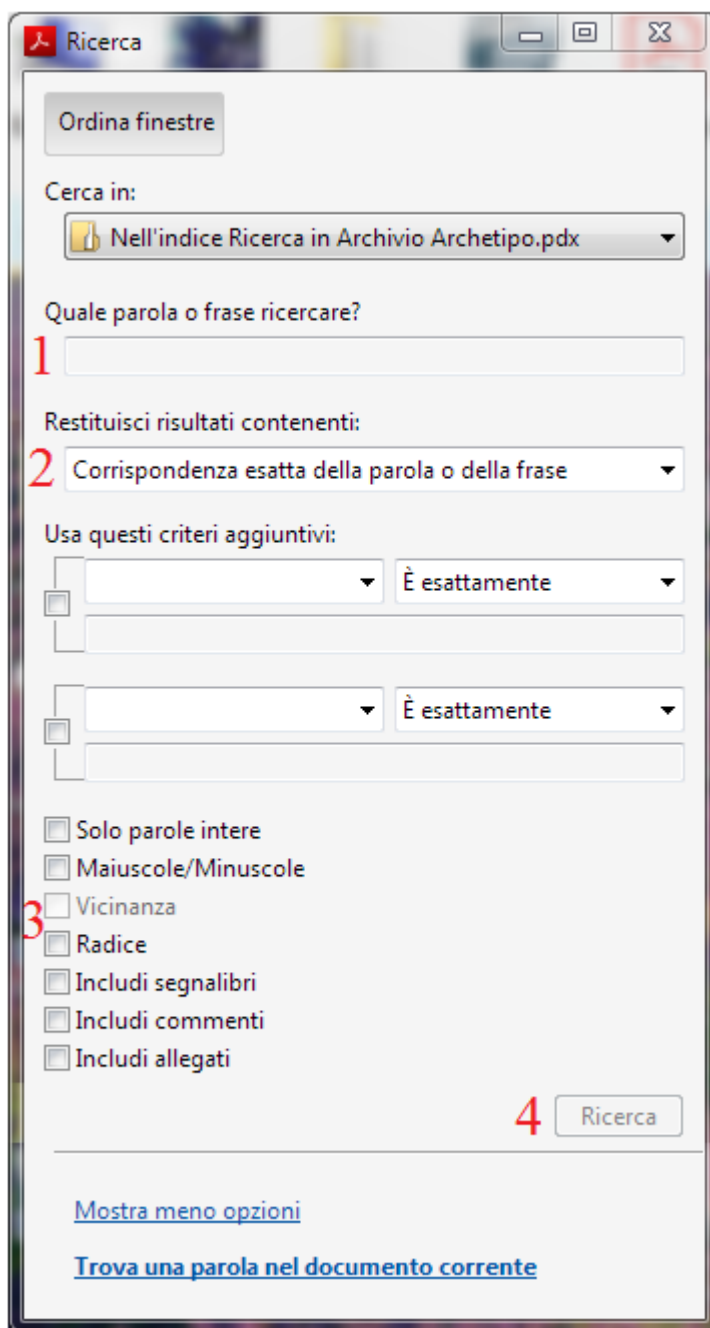 Ricerca
Ordina finestre
Cerca in:
Nell'indice Ricerca in Archivio Archetipo.pdx
Quale parola o frase ricercare?
1
Restituisci risultati contenenti:
2 Corrispondenza esatta della parola o della frase
Usa questi criteri aggiuntivi:
È esattamente
È esattamente
Solo parole intere
Maiuscole/Minuscole
3 Vicinanza
Radice
Includi segnalibri
Includi commenti
Includi allegati
4 Ricerca
Mostra meno opzioni
Trova una parola nel documento corrente